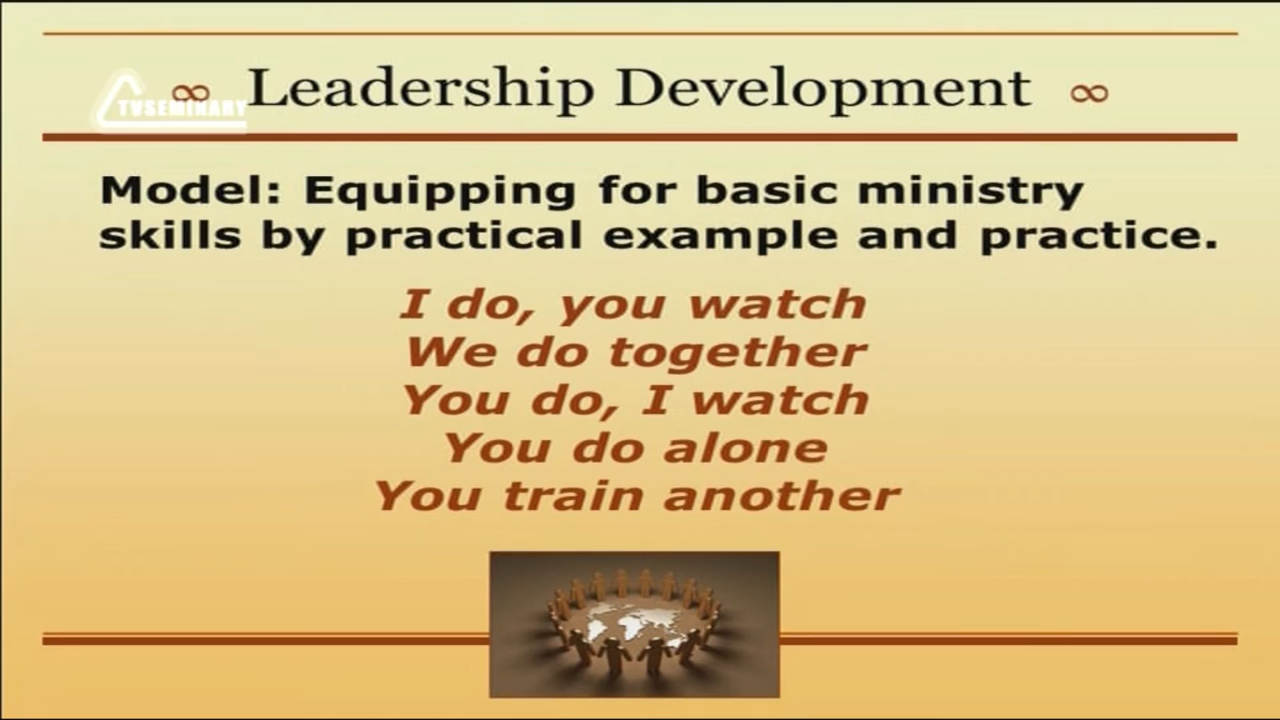 ∞ Leadership Development ∞
TVSEMINARY
Model: Equipping for basic ministry
skills by practical example and practice.
I do, you watch
We do together
You do, I watch
You do alone
You train another